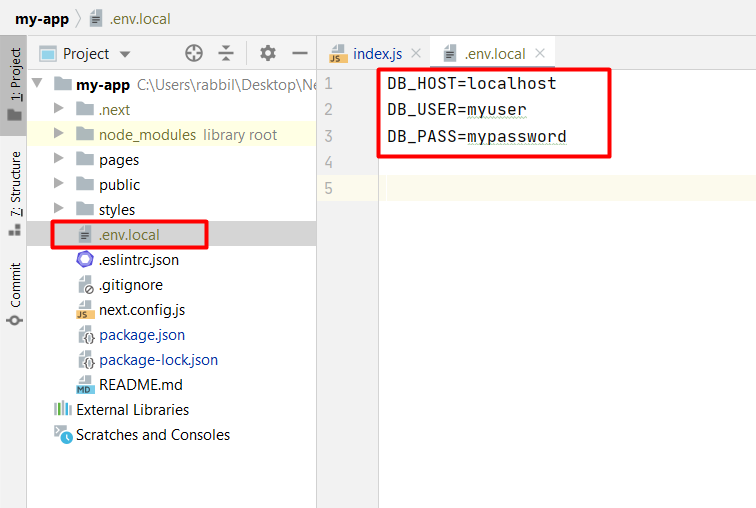 my-app .env.local
Project
index.js
.env.local
1: Project
7: Structure
Commit
my-app C:\Users\rabbil\Desktop\Ne
.next
node_modules library root
pages
public
styles
.env.local
.eslintrc.json
.gitignore
next.config.js
package.json
package-lock.json
README.md
External Libraries
Scratches and Consoles
1 DB_HOST=localhost
2 DB_USER=myuser
3 DB_PASS=mypassword
4
5